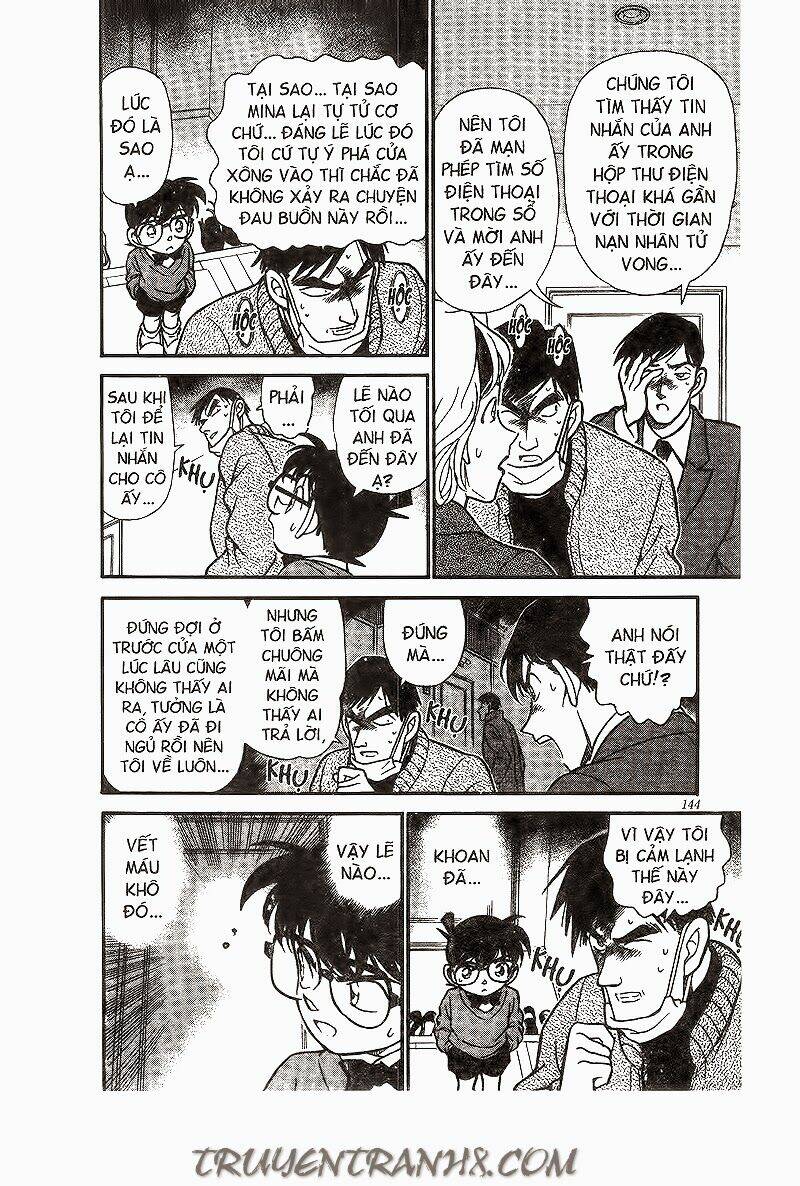 CHÚNG TÔI
TÌM THẤY TIN
NHẮN CỦA ANH
ẤY TRONG
HỘP THƯ ĐIỆN
THOẠI KHÁ GẦN
VỚI THỜI GIAN
NẠN NHÂN TỬ
VONG...
NÊN TÔI
ĐÃ MẠN
PHÉP TÌM SỐ
ĐIỆN THOẠI
TRONG SỔ
VÀ MỜI ANH
ẤY ĐẾN
ĐÂY...
HỘC
HỘC
TẠI SAO... TẠI SAO
MINA LẠI TỰ TỬ CƠ
CHỨ... ĐÁNG LẼ LÚC ĐÓ
TÔI CỨ TỰ Ý PHÁ CỬA
XÔNG VÀO THÌ CHẮC ĐÃ
KHÔNG XẢY RA CHUYỆN
ĐAU BUỒN NÀY RỒI...
HỘC
HỘC
LÚC
ĐÓ LÀ
SAO
Ạ...
LẼ NÀO
TỐI QUA
ANH ĐÃ
ĐẾN ĐÂY
Ạ?
PHẢI
...
SAU KHI
TÔI ĐỂ
LẠI TIN
NHẮN
CHO CÔ
ẤY...
KHỤ
ANH NÓI
THẬT ĐẤY
CHỨ!?
ĐÚNG
MÀ...
KHỤ
NHƯNG
TÔI BẤM
CHUÔNG
MÃI MÀ
KHÔNG
THẤY AI
TRẢ LỜI,
KHỤ
ĐỨNG ĐỢI Ở
TRƯỚC CỬA MỘT
LÚC LÂU CŨNG
KHÔNG THẤY AI
RA, TƯỞNG LÀ
CÔ ẤY ĐÃ ĐI
NGỦ RỒI NÊN
TÔI VỀ LUÔN...
144
VÌ VẬY TÔI
BỊ CẢM LẠNH
THẾ NÀY
ĐÂY...
KHỤ
KHỤ
KHOAN
ĐÃ...
VẬY LẼ
NÀO...
VẾT
MÁU
KHÔ
ĐÓ...
TRUYENTRANH8.COM